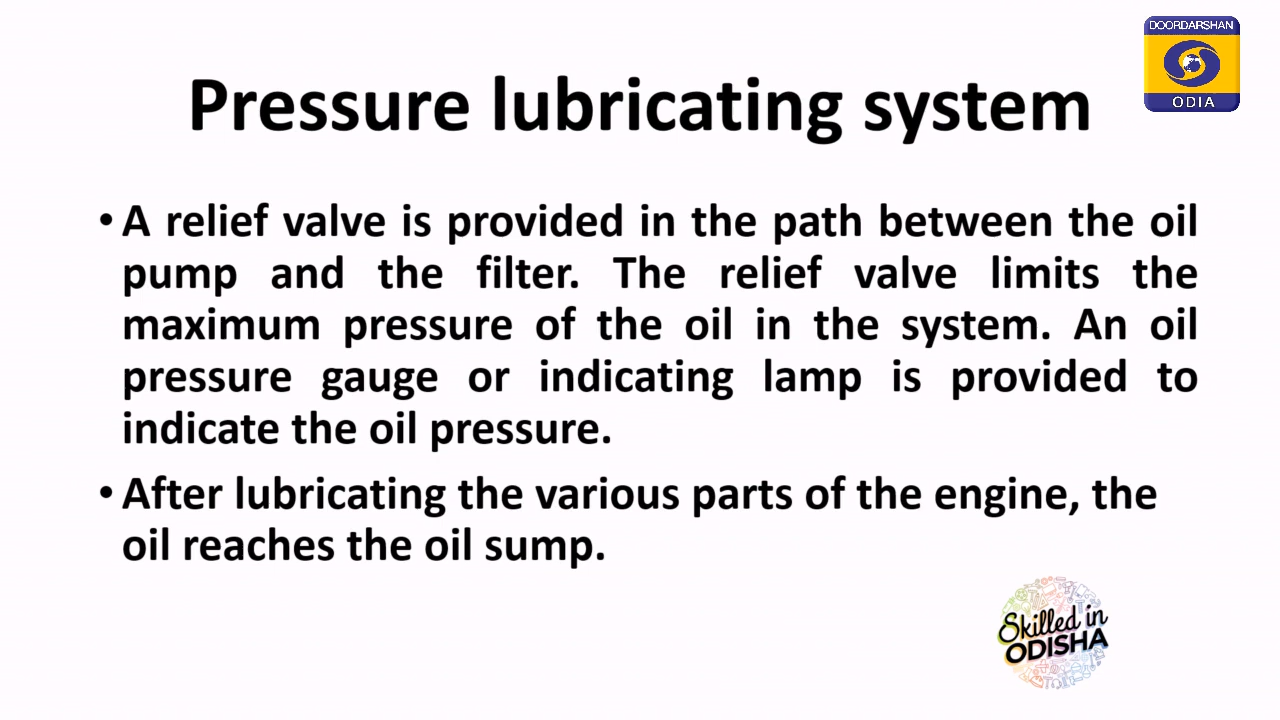 DOORDARSHAN
ODIA
Pressure lubricating system
• A relief valve is provided in the path between the oil
pump and the filter. The relief valve limits the
maximum pressure of the oil in the system. An oil
pressure gauge or indicating lamp is provided to
indicate the oil pressure.
• After lubricating the various parts of the engine, the
oil reaches the oil sump.
Skilled in
ODISHA